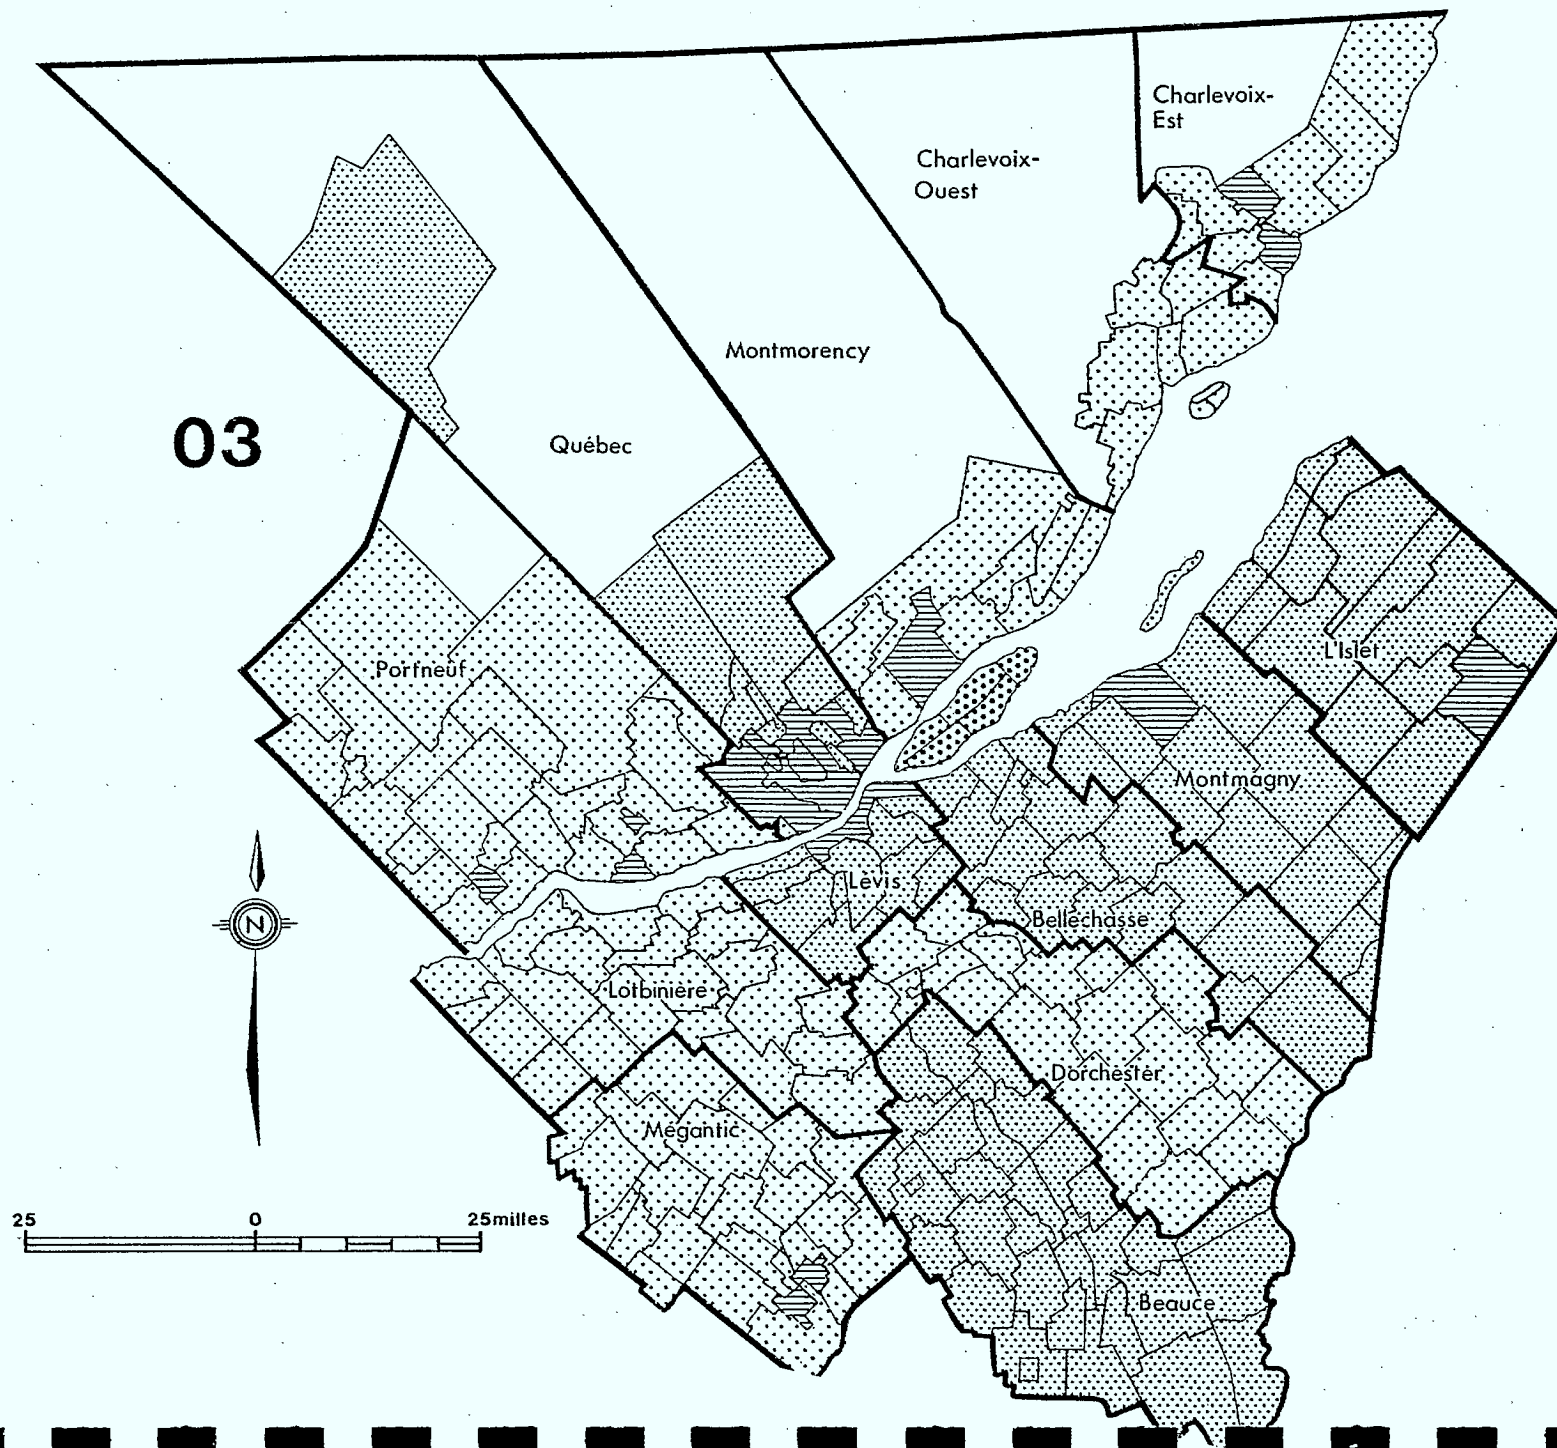 Charlevoix-
Est
Charlevoix-
Ouest
Montmorency
03
Québec
Portneuf
L'Islet
Montmagny
Lévis
Bellechasse
Lotbinière
Dorchester
Mégantic
Beauce
N
25 0 25milles